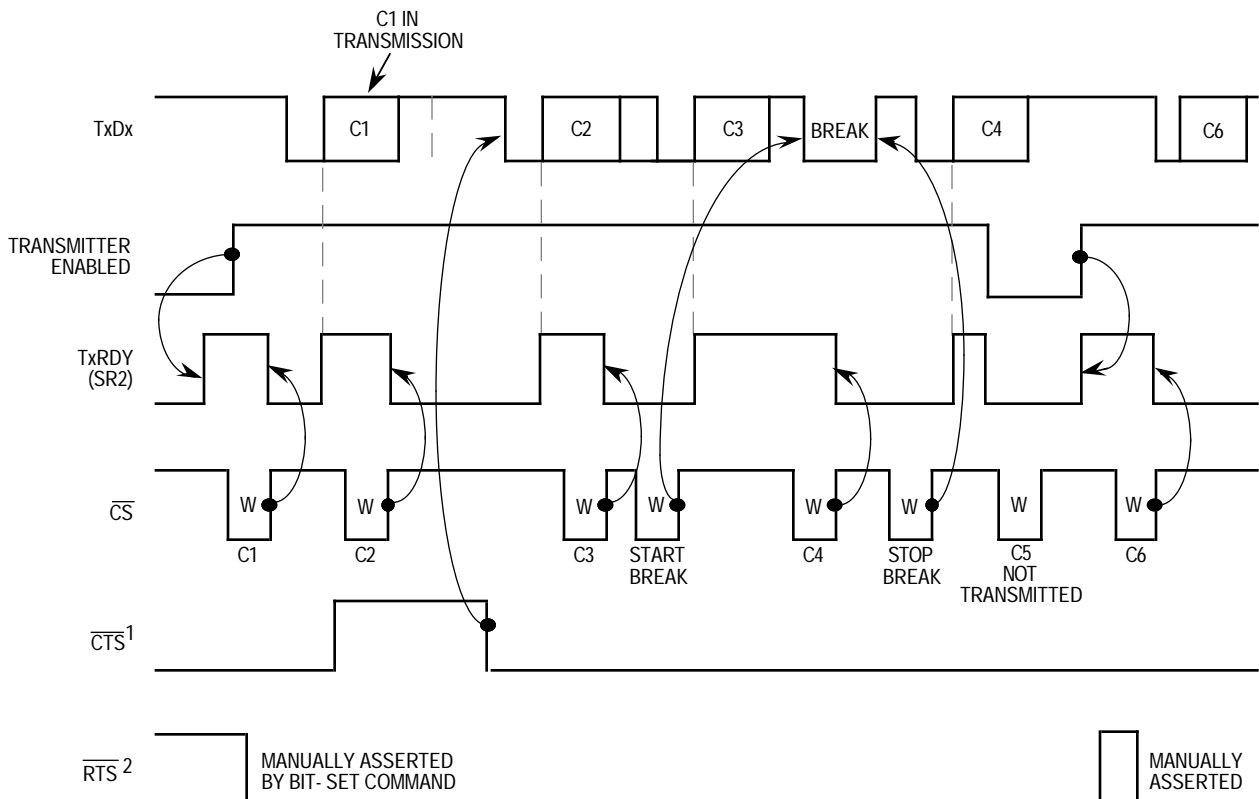 C1 IN
TRANSMISSION
TxDx
C1
C2
C3
BREAK
C4
C6
TRANSMITTER
ENABLED
TxRDY
(SR2)
CS
W
W
W
W
W
W
W
W
C1
C2
C3
START
BREAK
C4
STOP
BREAK
C5
NOT
TRANSMITTED
C6
CTS1
RTS 2
MANUALLY ASSERTED
BY BIT- SET COMMAND
MANUALLY
ASSERTED